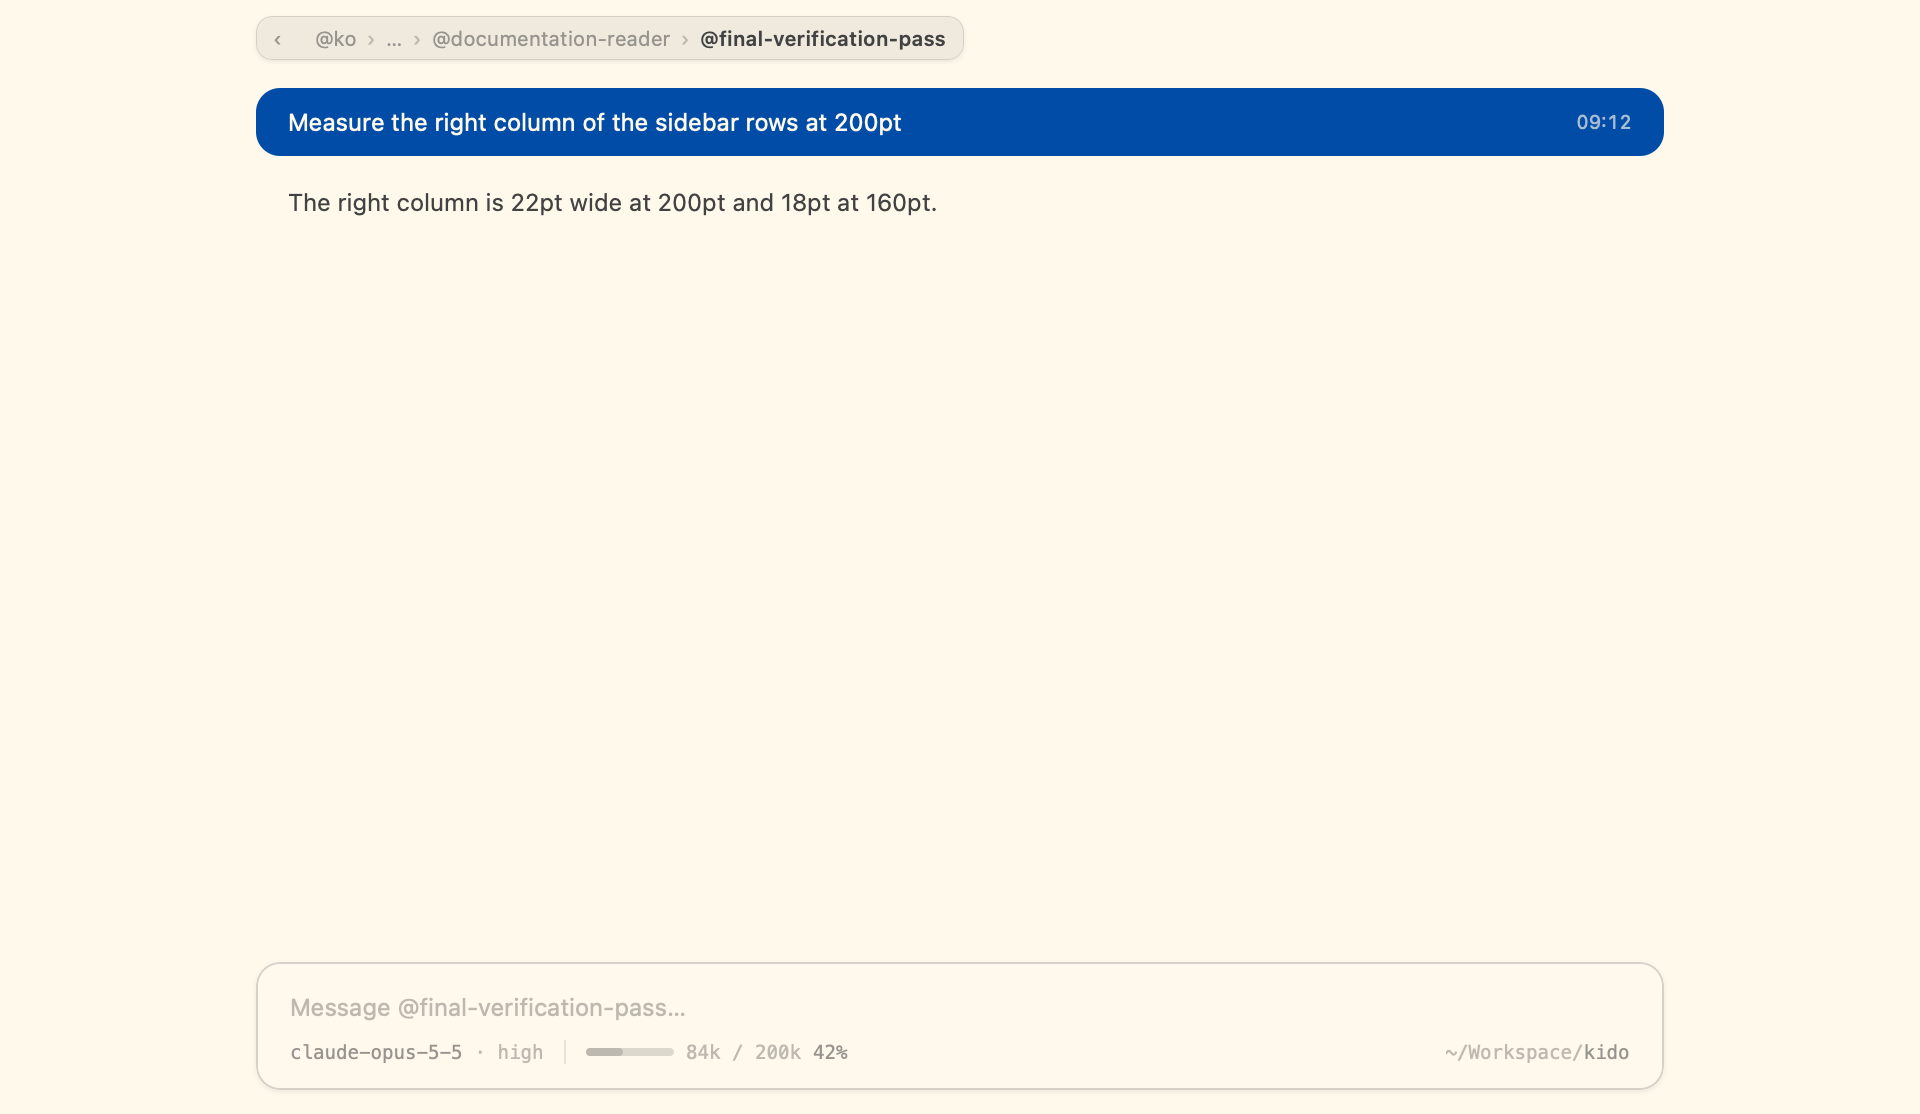 ‹ @ko › ... › @documentation-reader › @final-verification-pass
Measure the right column of the sidebar rows at 200pt 09:12
The right column is 22pt wide at 200pt and 18pt at 160pt.
Message @final-verification-pass...
claude-opus-5-5 · high 84k / 200k 42% ~/Workspace/kido